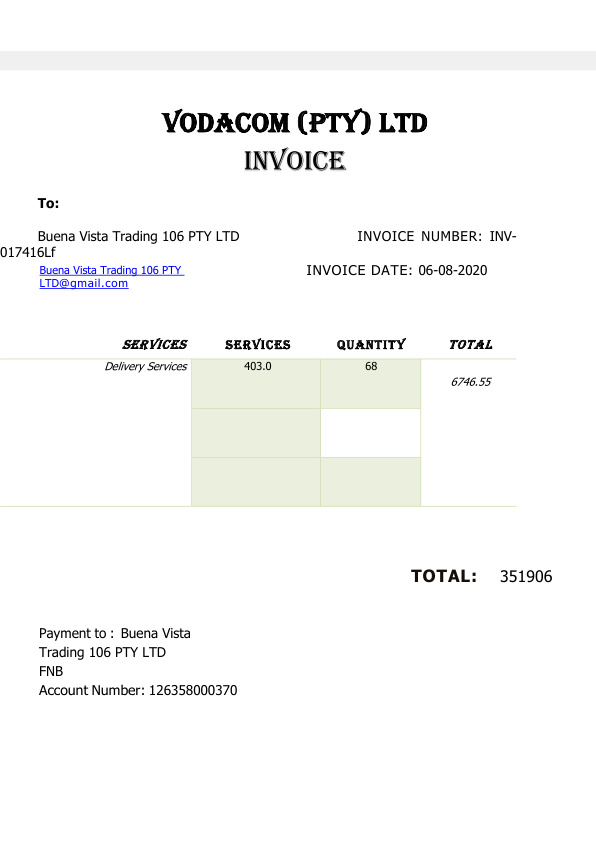 VODACOM (PTY) LTD
INVOICE
To:
Buena Vista Trading 106 PTY LTD INVOICE NUMBER: INV-
017416Lf
Buena Vista Trading 106 PTY INVOICE DATE: 06-08-2020
LTD@gmail.com
SERVICES SERVICES QUANTITY TOTAL
Delivery Services 403.0 68
6746.55
TOTAL: 351906
Payment to : Buena Vista
Trading 106 PTY LTD
FNB
Account Number: 126358000370